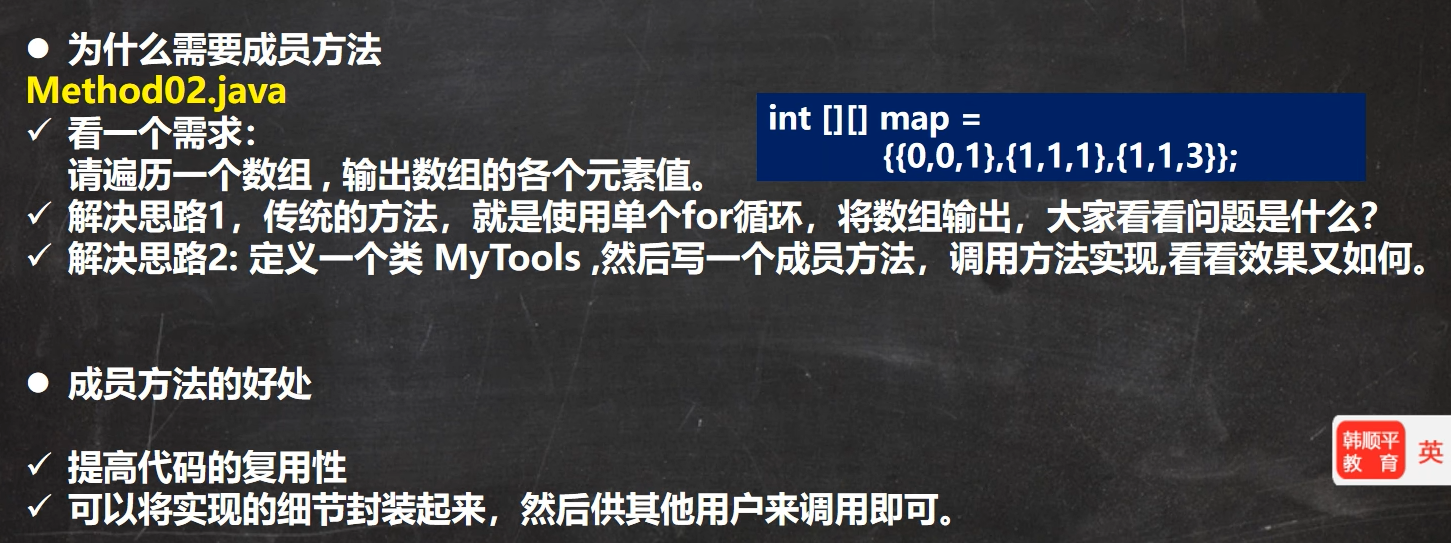 ● 为什么需要成员方法
Method02.java
✓ 看一个需求：
请遍历一个数组 , 输出数组的各个元素值。
int [][] map =
{{0,0,1},{1,1,1},{1,1,3}};
✓ 解决思路1，传统的方法，就是使用单个for循环，将数组输出，大家看看问题是什么？
✓ 解决思路2: 定义一个类 MyTools ,然后写一个成员方法，调用方法实现,看看效果又如何。
● 成员方法的好处
✓ 提高代码的复用性
✓ 可以将实现的细节封装起来，然后供其他用户来调用即可。
韩顺平
教 育
英